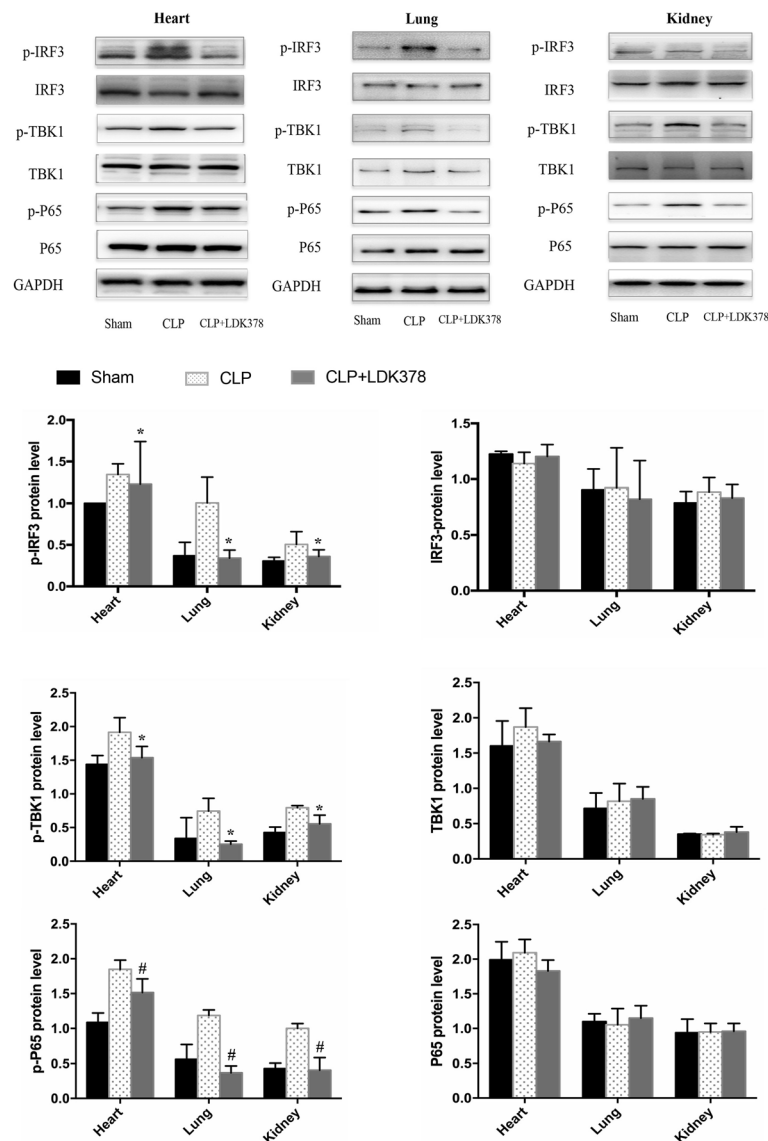 Heart
p-IRF3
IRF3
p-TBK1
TBK1
p-P65
P65
GAPDH
Sham CLP CLP+LDK378
Lung
p-IRF3
IRF3
p-TBK1
TBK1
p-P65
P65
GAPDH
Sham CLP CLP+LDK378
Kidney
p-IRF3
IRF3
p-TBK1
TBK1
p-P65
P65
GAPDH
Sham CLP CLP+LDK378
Sham CLP CLP+LDK378
p-IRF3 protein level
2.0
1.5
1.0
0.5
0.0
*
*
*
Heart
Lung
Kidney
IRF3-protein level
1.5
1.0
0.5
0.0
Heart
Lung
Kidney
p-TBK1 protein level
2.5
2.0
1.5
1.0
0.5
0.0
*
*
*
Heart
Lung
Kidney
TBK1 protein level
2.5
2.0
1.5
1.0
0.5
0.0
Heart
Lung
Kidney
p-P65 protein level
2.5
2.0
1.5
1.0
0.5
0.0
#
#
#
Heart
Lung
Kidney
P65 protein level
2.5
2.0
1.5
1.0
0.5
0.0
Heart
Lung
Kidney